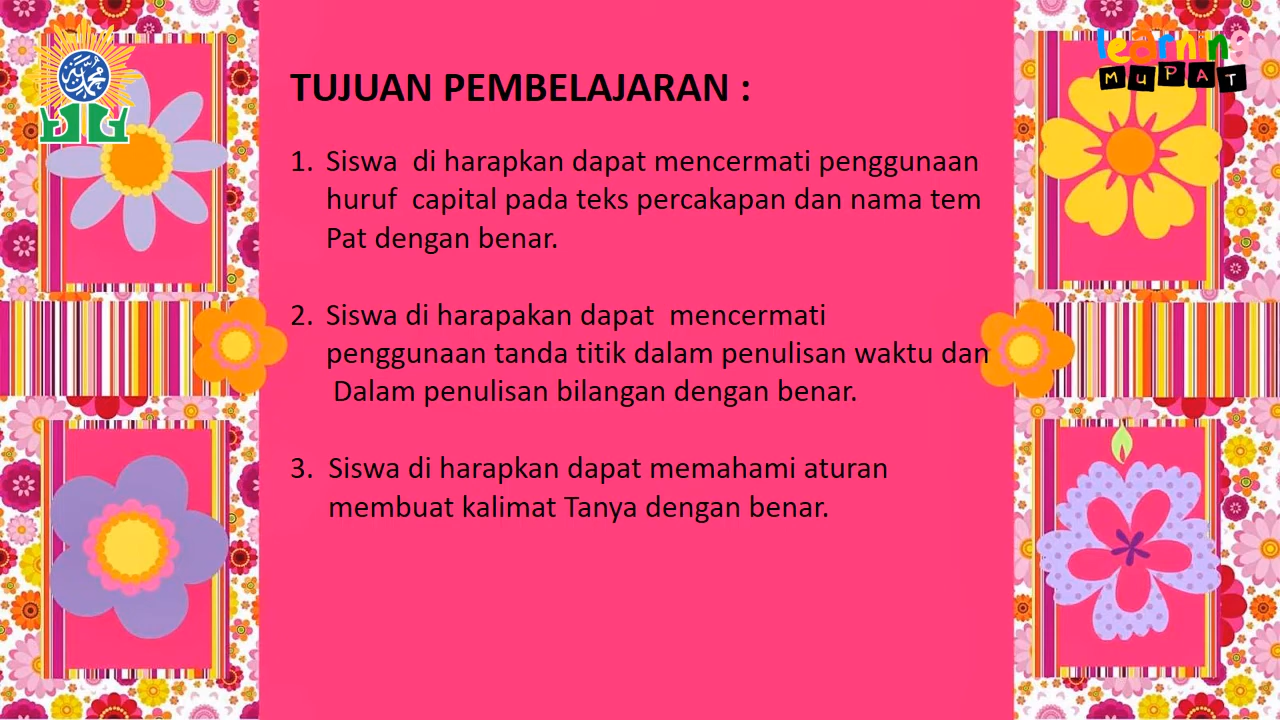 learning
MUPAT
TUJUAN PEMBELAJARAN :
1. Siswa  di harapkan dapat mencermati penggunaan
huruf  capital pada teks percakapan dan nama tem
Pat dengan benar.
2. Siswa di harapakan dapat  mencermati
penggunaan tanda titik dalam penulisan waktu dan
Dalam penulisan bilangan dengan benar.
3. Siswa di harapkan dapat memahami aturan
membuat kalimat Tanya dengan benar.